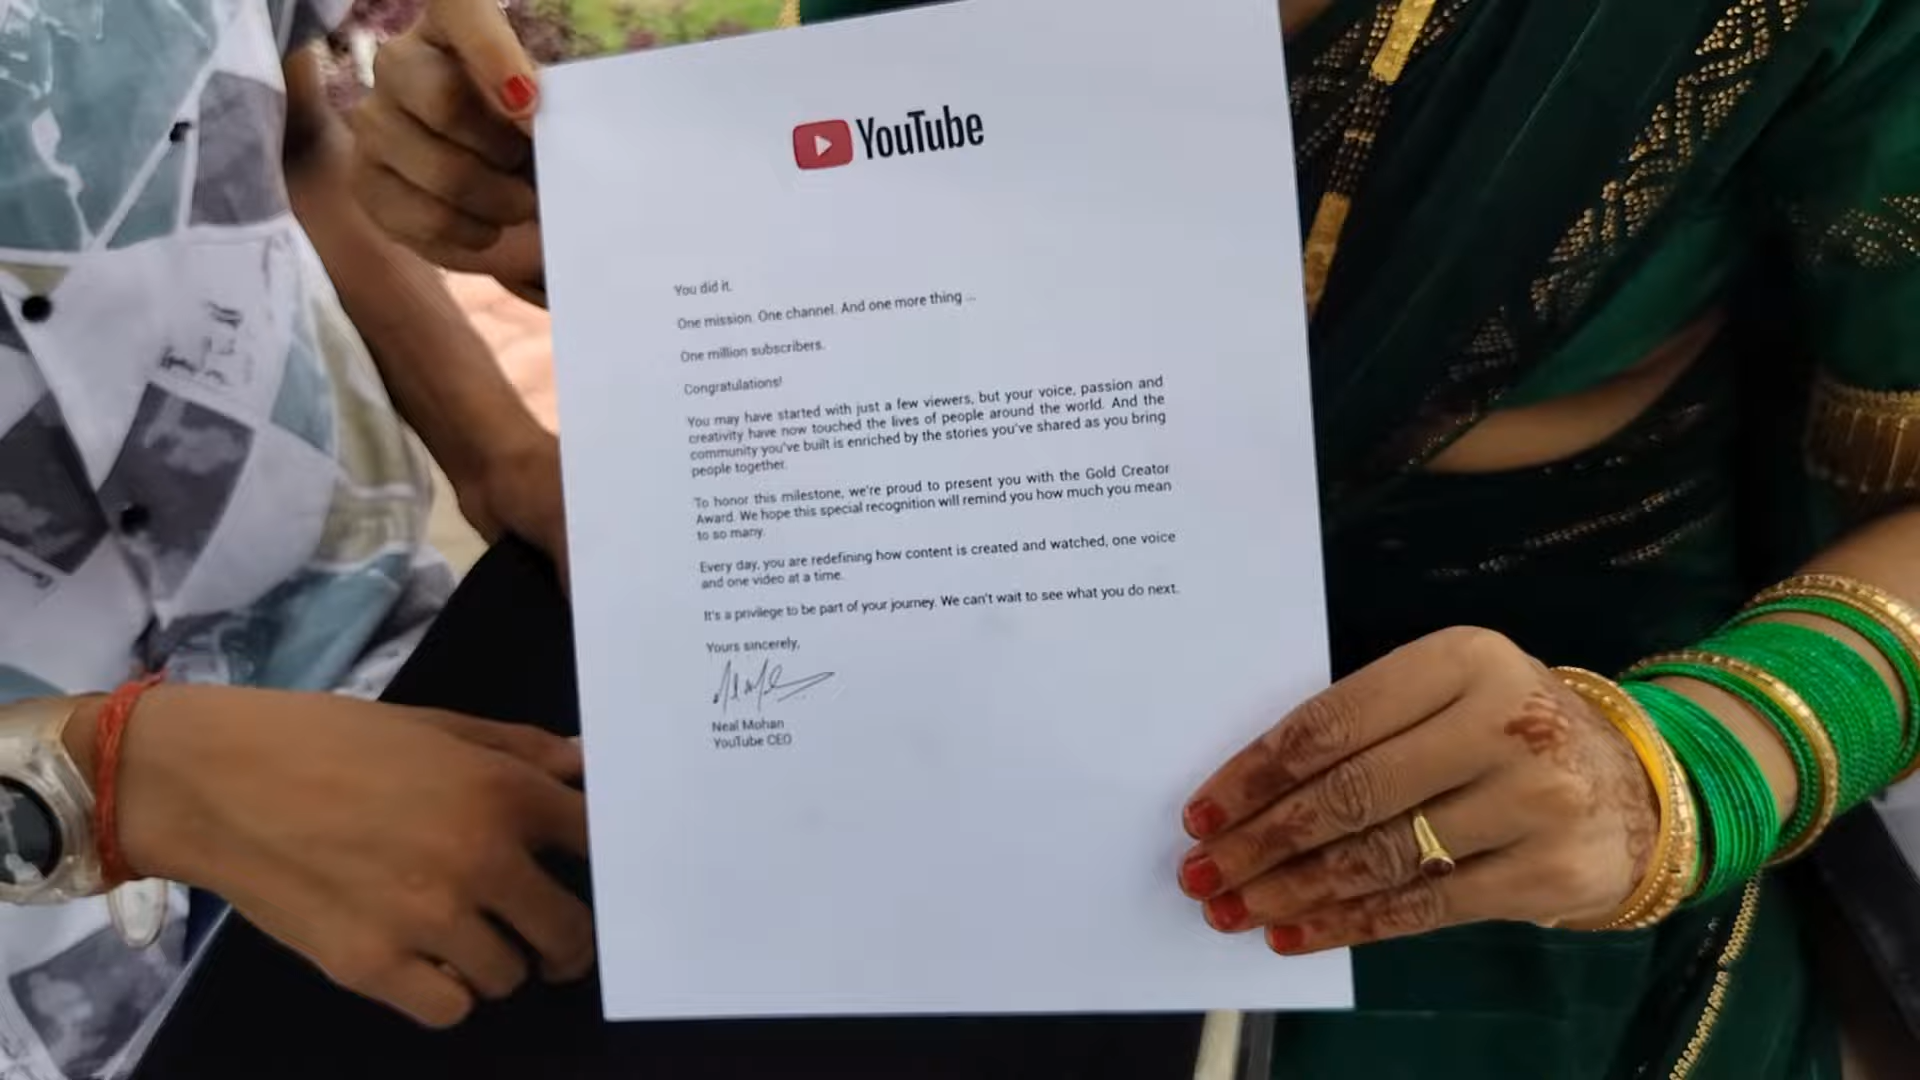 YouTube
You did it.
One mission. One channel. And one more thing ...
One million subscribers.
Congratulations!
You may have started with just a few viewers, but your voice, passion and
creativity have now touched the lives of people around the world. And the
community you've built is enriched by the stories you've shared as you bring
people together.
To honor this milestone, we're proud to present you with the Gold Creator
Award. We hope this special recognition will remind you how much you mean
to so many.
Every day, you are redefining how content is created and watched, one voice
and one video at a time.
It's a privilege to be part of your journey. We can't wait to see what you do next.
Yours sincerely,
Neal Mohan
YouTube CEO